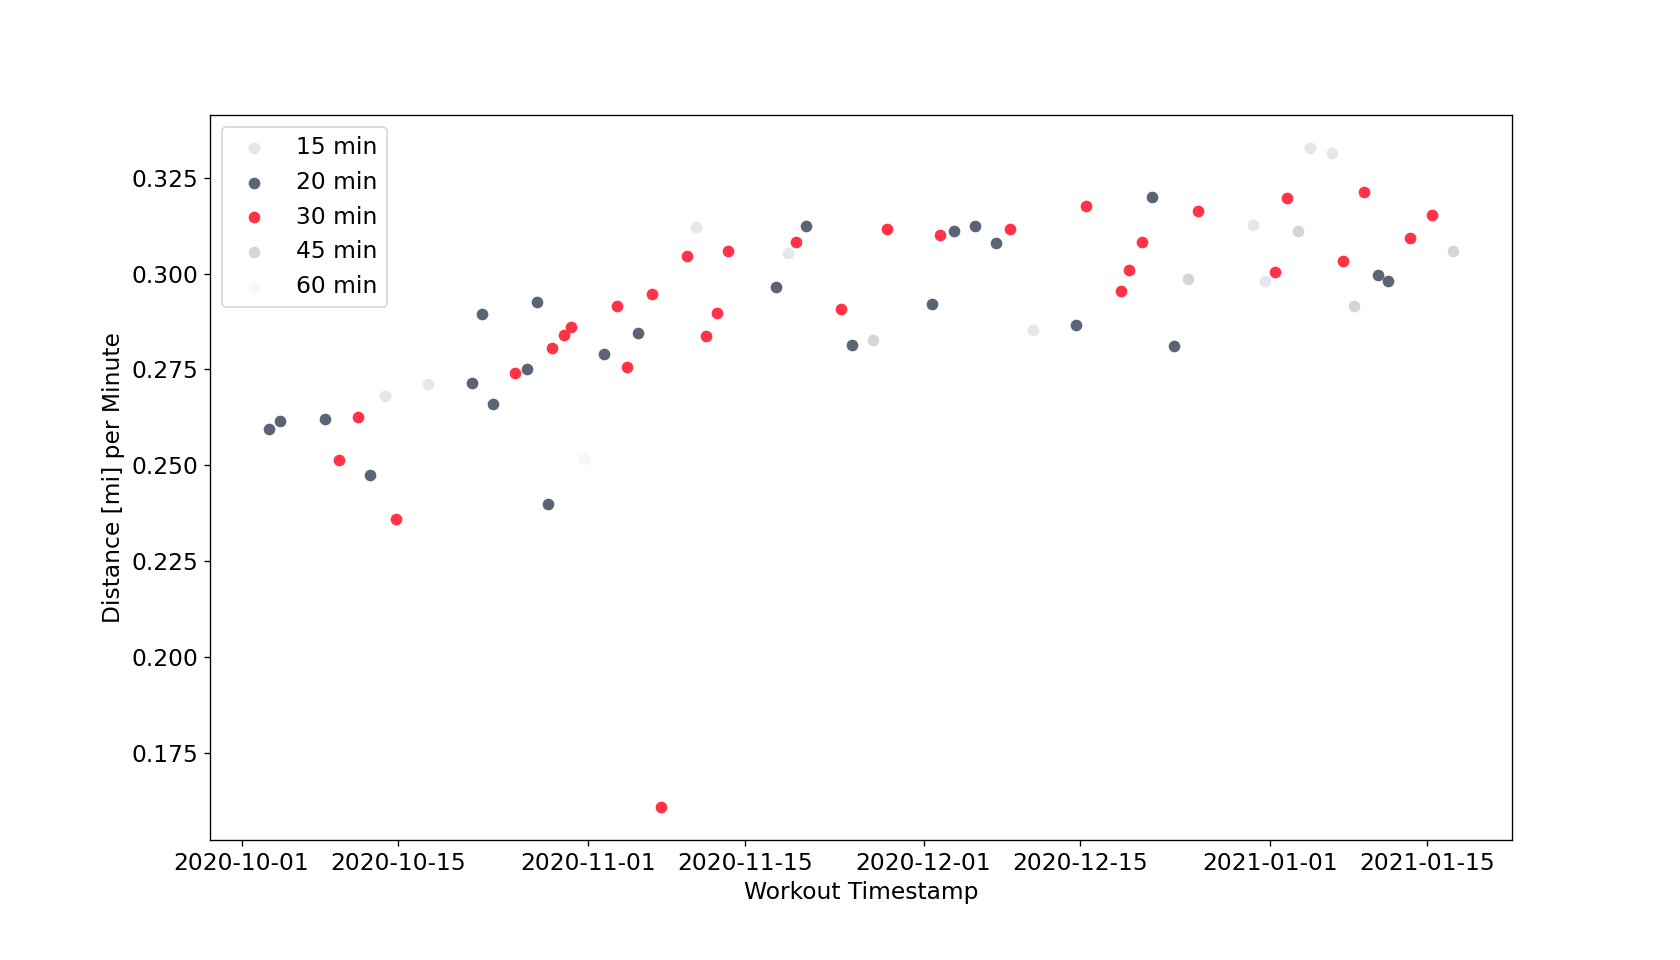 15 min
20 min
30 min
45 min
60 min
0.325
0.300
0.275
0.250
0.225
0.200
0.175
Distance [mi] per Minute
2020-10-01 2020-10-15 2020-11-01 2020-11-15 2020-12-01 2020-12-15 2021-01-01 2021-01-15
Workout Timestamp